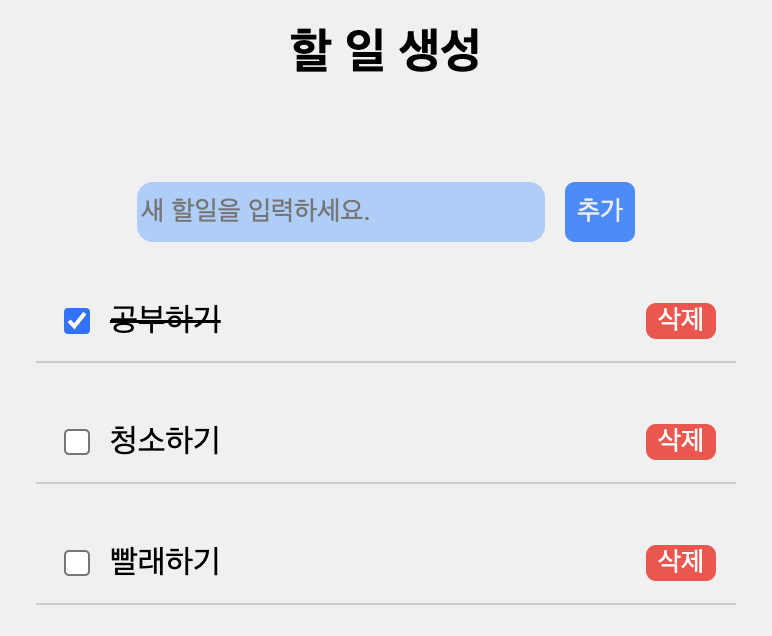 할 일 생성
새 할일을 입력하세요. 추가
공부하기 삭제
청소하기 삭제
빨래하기 삭제